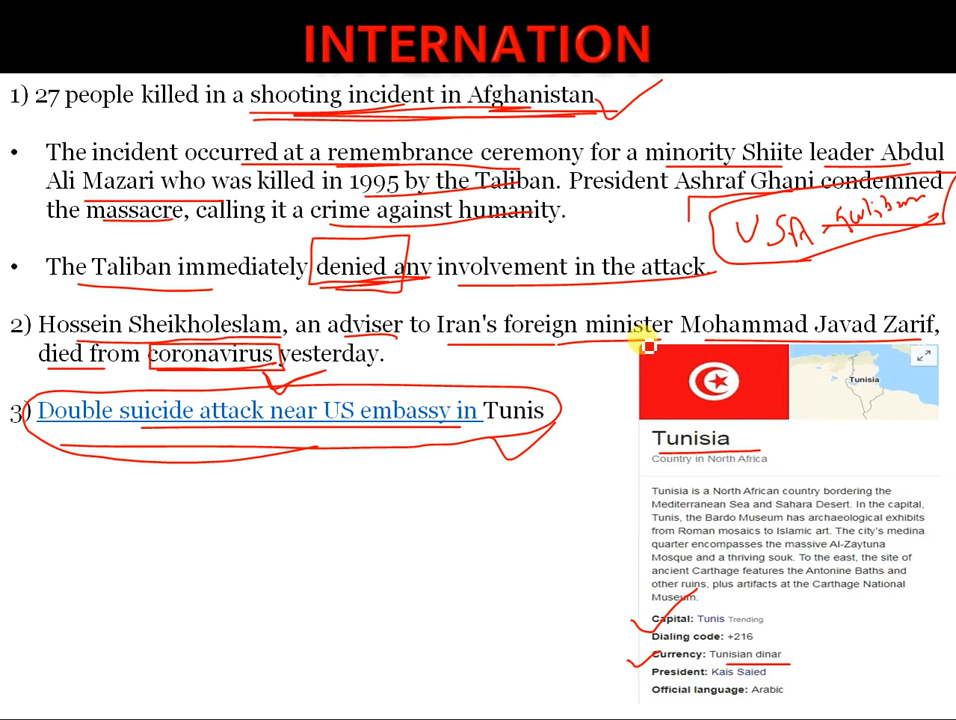 INTERNATION
1) 27 people killed in a shooting incident in Afghanistan
• The incident occurred at a remembrance ceremony for a minority Shiite leader Abdul
Ali Mazari who was killed in 1995 by the Taliban. President Ashraf Ghani condemned
the massacre, calling it a crime against humanity.
USA
• The Taliban immediately denied any involvement in the attack.
2) Hossein Sheikholeslam, an adviser to Iran's foreign minister Mohammad Javad Zarif,
died from coronavirus yesterday.
3) Double suicide attack near US embassy in Tunis
Tunisia
Tunisia
Country in North Africa
Tunisia is a North African country bordering the
Mediterranean Sea and Sahara Desert. In the capital,
Tunis, the Bardo Museum has archaeological exhibits
from Roman mosaics to Islamic art. The city's medina
quarter encompasses the massive Al-Zaytuna
Mosque and a thriving souk. To the east, the site of
ancient Carthage features the Antonine Baths and
other ruins, plus artifacts at the Carthage National
Museum.
Capital: Tunis Trending
Dialing code: +216
Currency: Tunisian dinar
President: Kais Saied
Official language: Arabic